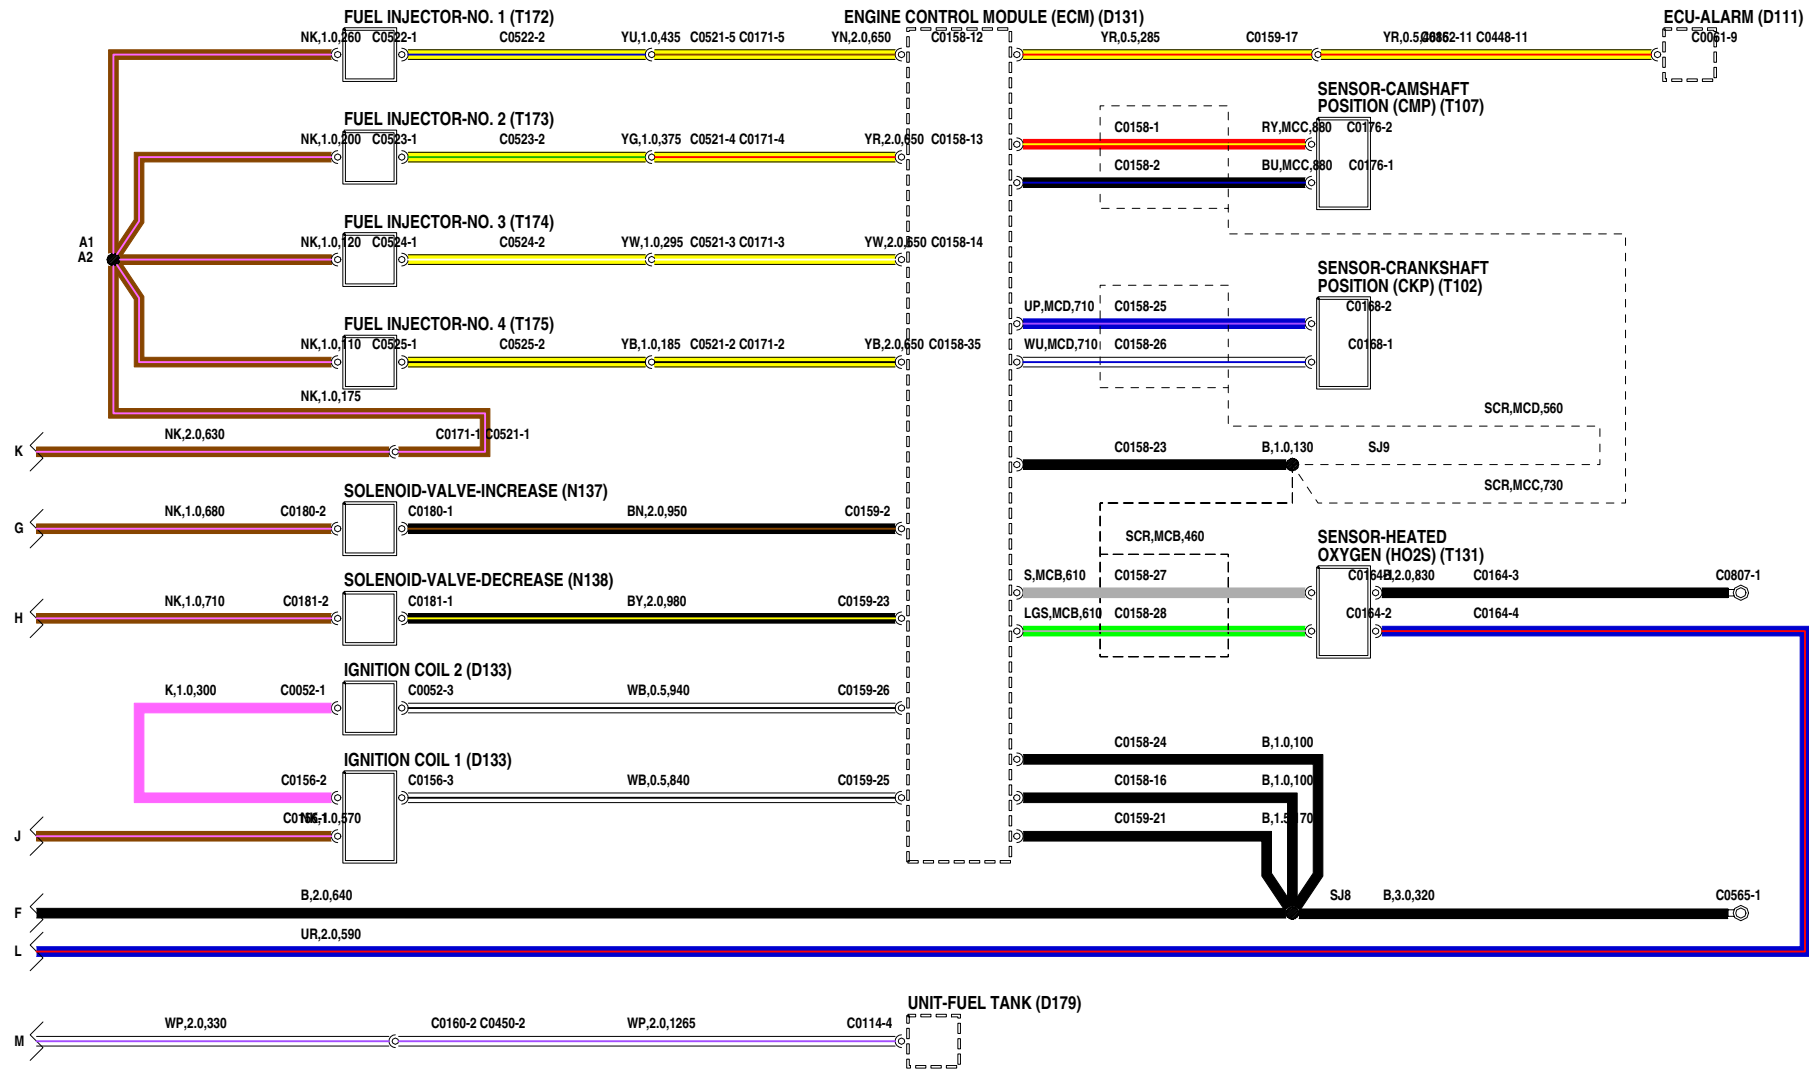 FUEL INJECTOR-NO. 1 (T172)
ENGINE CONTROL MODULE (ECM) (D131)
ECU-ALARM (D111)
NK,1.0,260 C0522-1 C0522-2 YU,1.0,435 C0521-5 C0171-5 YN,2.0,650 C0158-12 YR,0.5,285 C0159-17 C0448-11 C0061-9
SENSOR-CAMSHAFT
POSITION (CMP) (T107)
FUEL INJECTOR-NO. 2 (T173)
C0158-1 RY,MCC,880 C0176-2
NK,1.0,200 C0523-1 C0523-2 YG,1.0,375 C0521-4 C0171-4 YR,2.0,650 C0158-13
C0158-2 BU,MCC,880 C0176-1
FUEL INJECTOR-NO. 3 (T174)
A1
NK,1.0,120 C0524-1 C0524-2 YW,1.0,295 C0521-3 C0171-3 YW,2.0,650 C0158-14
A2
SENSOR-CRANKSHAFT
POSITION (CKP) (T102)
UP,MCD,710 C0158-25 C0168-2
FUEL INJECTOR-NO. 4 (T175)
NK,1.0,110 C0525-1 C0525-2 YB,1.0,185 C0521-2 C0171-2 YB,2.0,650 C0158-35
WU,MCD,710 C0158-26 C0168-1
NK,1.0,175
SCR,MCD,560
NK,2.0,630 C0171-1 C0521-1
K
C0158-23 B,1.0,130 SJ9
SCR,MCC,730
SOLENOID-VALVE-INCREASE (N137)
NK,1.0,680 C0180-2 C0180-1 BN,2.0,950 C0159-2
G
SCR,MCB,460
SENSOR-HEATED
OXYGEN (HO2S) (T131)
SOLENOID-VALVE-DECREASE (N138)
S,MCB,610 C0158-27 C0164-1 B,2.0,830 C0164-3 C0807-1
NK,1.0,710 C0181-2 C0181-1 BY,2.0,980 C0159-23
H
LGS,MCB,610 C0158-28 C0164-2 C0164-4
IGNITION COIL 2 (D133)
K,1.0,300 C0052-1 C0052-3 WB,0.5,940 C0159-26
C0158-24 B,1.0,100
IGNITION COIL 1 (D133)
C0156-2 C0156-3 WB,0.5,840 C0159-25
C0158-16 B,1.0,100
C0156-1 NK,1.0,570
C0159-21 B,1.5,170
J
B,2.0,640 SJ8 B,3.0,320 C0565-1
F
UR,2.0,590
L
UNIT-FUEL TANK (D179)
WP,2.0,330 C0160-2 C0450-2 WP,2.0,1265 C0114-4
M